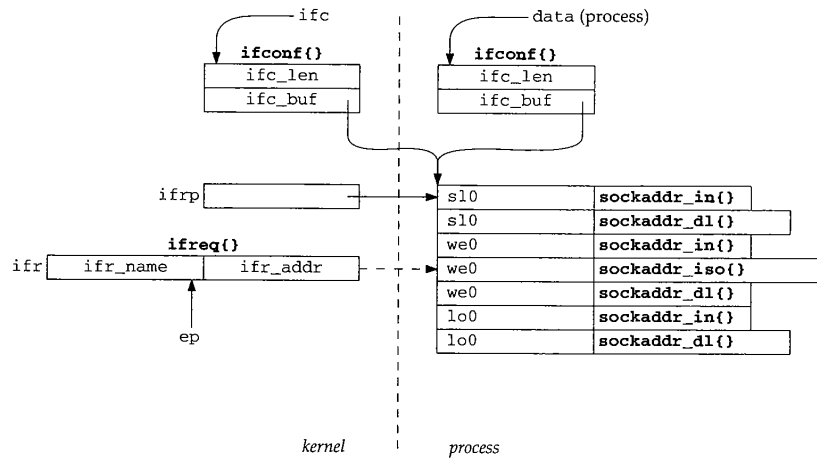 ifc
data (process)
ifconf{}
ifconf{}
ifc_len
ifc_len
ifc_buf
ifc_buf
ifrp
sl0 sockaddr_in{}
sl0 sockaddr_dl{}
ifreq{}
we0 sockaddr_in{}
ifr ifr_name ifr_addr
we0 sockaddr_iso{}
we0 sockaddr_dl{}
lo0 sockaddr_in{}
ep
lo0 sockaddr_dl{}
kernel
process